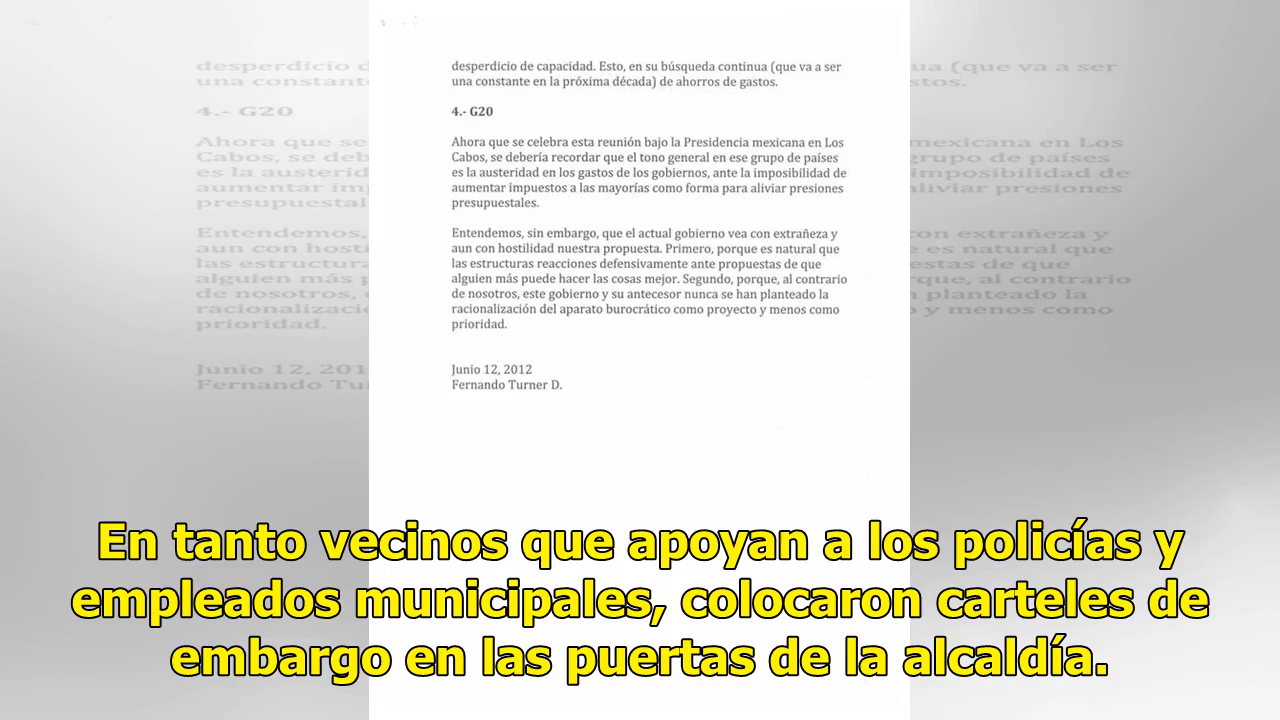 desperdicio de capacidad. Esto, en su búsqueda continua (que va a ser
una constante en la próxima década) de ahorros de gastos.
4.- G20
Ahora que se celebra esta reunión bajo la Presidencia mexicana en Los
Cabos, se debería recordar que el tono general en ese grupo de países
es la austeridad en los gastos de los gobiernos, ante la imposibilidad de
aumentar impuestos a las mayorías como forma para aliviar presiones
presupuestales.
Entendemos, sin embargo, que el actual gobierno vea con extrañeza y
aun con hostilidad nuestra propuesta. Primero, porque es natural que
las estructuras reacciones defensivamente ante propuestas de que
alguien más puede hacer las cosas mejor. Segundo, porque, al contrario
de nosotros, este gobierno y su antecesor nunca se han planteado la
racionalización del aparato burocrático como proyecto y menos como
prioridad.
Junio 12, 2012
Fernando Turner D.
En tanto vecinos que apoyan a los policías y
empleados municipales, colocaron carteles de
embargo en las puertas de la alcaldía.